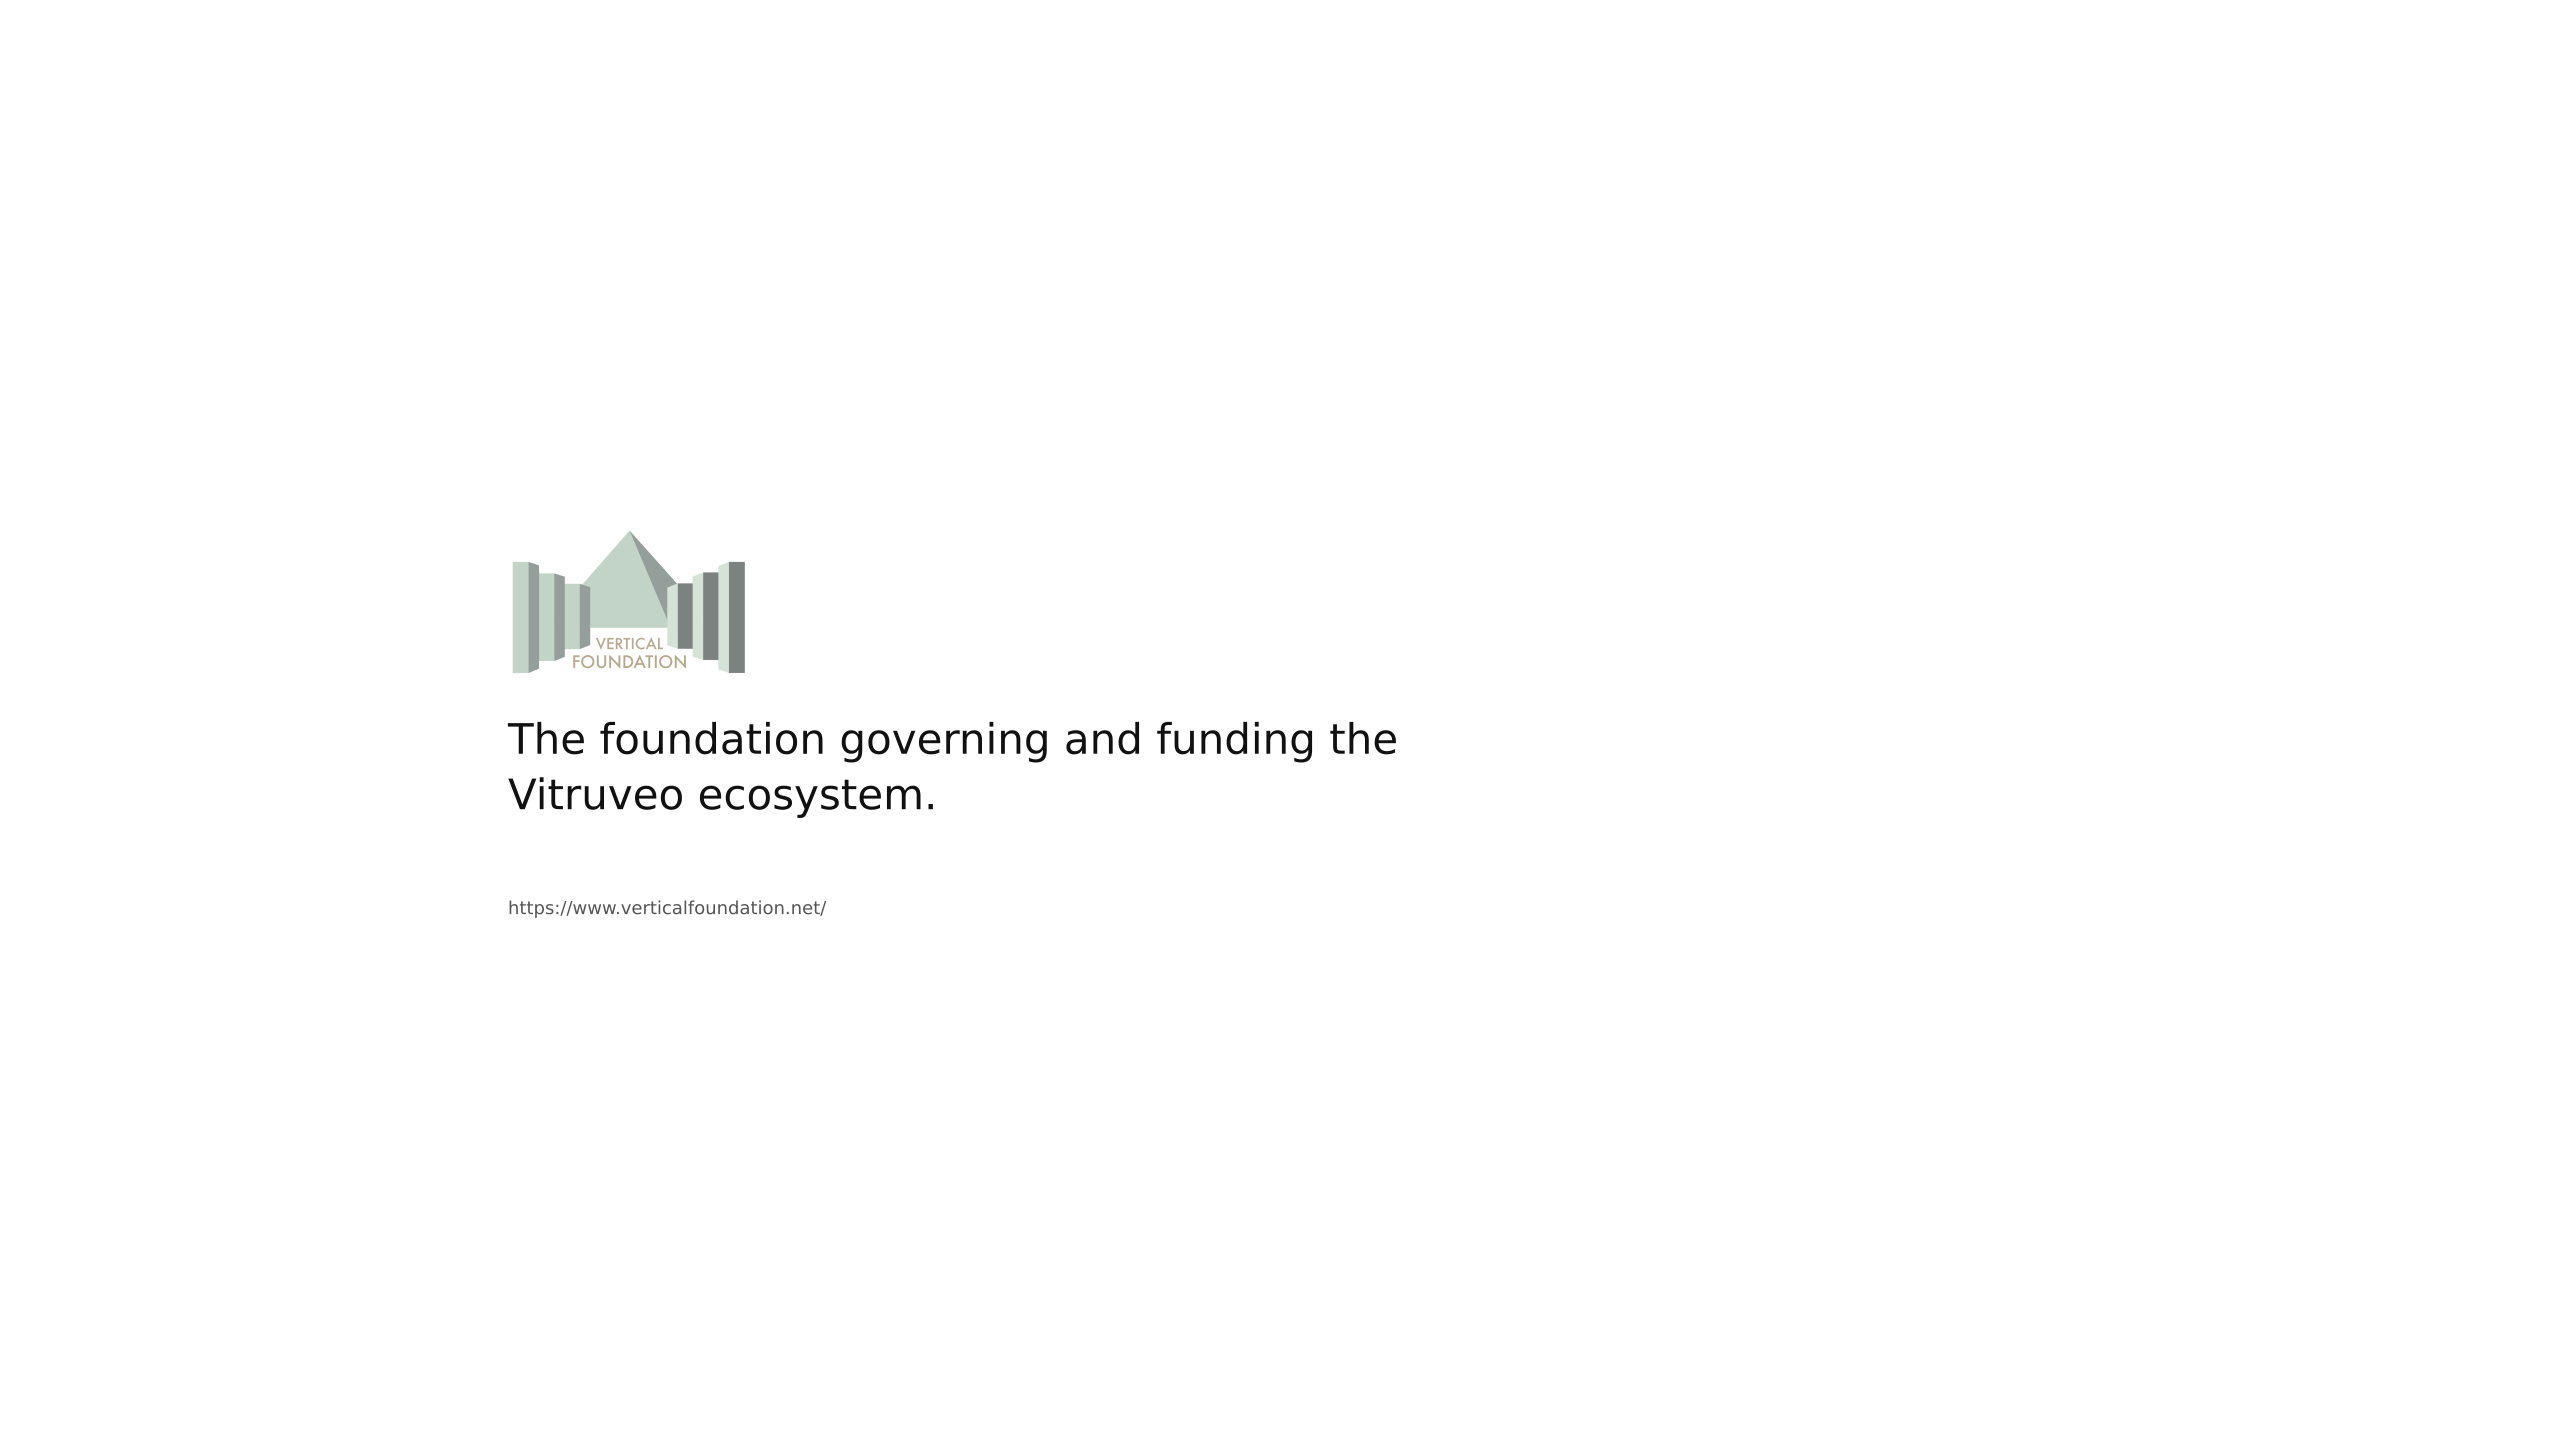 VERTICAL
FOUNDATION
The foundation governing and funding the
Vitruveo ecosystem.
https://www.verticalfoundation.net/